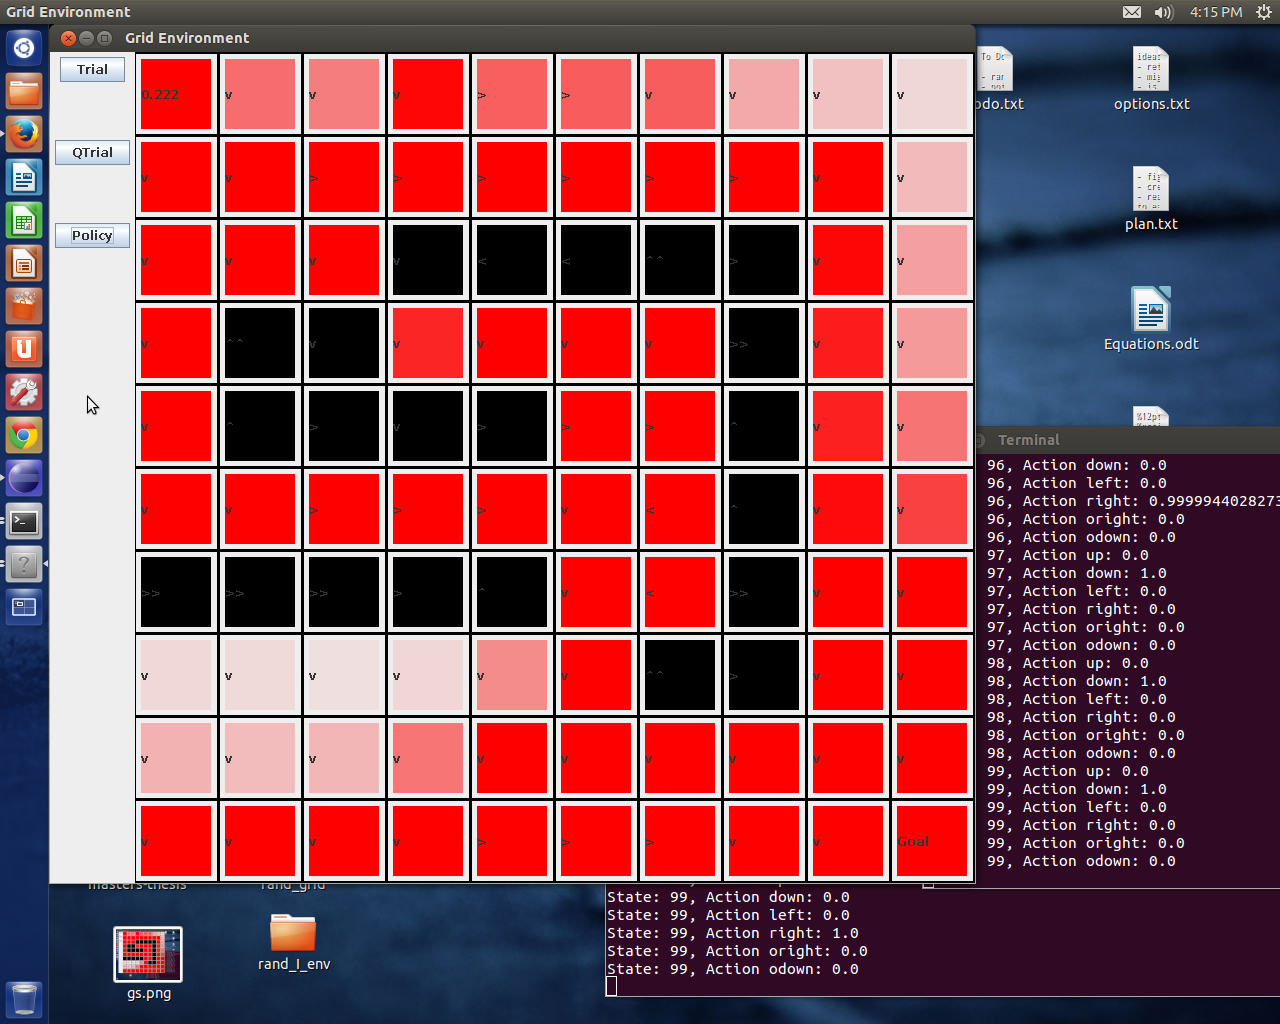 Grid Environment
4:15 PM
Grid Environment
Trial
QTrial
Policy
0.222 v v v > > v v v v
v v > > > > > > v v
v v v v < < ^^ > v v
v ^^ v v v v v >> v v
v ^ > v > > > ^ v v
v v > > > v < ^ v v
>> >> >> > ^ v < >> v v
v v v v v v ^^ > v v
v v v v v v v v v v
v v v v > > > v v Goal
To Do
odo.txt
options.txt
plan.txt
Equations.odt
Terminal
96, Action down: 0.0
96, Action left: 0.0
96, Action right: 0.9999944028273
96, Action oright: 0.0
96, Action odown: 0.0
97, Action up: 0.0
97, Action down: 1.0
97, Action left: 0.0
97, Action right: 0.0
97, Action oright: 0.0
97, Action odown: 0.0
98, Action up: 0.0
98, Action down: 1.0
98, Action left: 0.0
98, Action right: 0.0
98, Action oright: 0.0
98, Action odown: 0.0
99, Action up: 0.0
99, Action down: 1.0
99, Action left: 0.0
99, Action right: 0.0
99, Action oright: 0.0
99, Action odown: 0.0
masters-thesis
rand_grid
State: 99, Action down: 0.0
State: 99, Action left: 0.0
State: 99, Action right: 1.0
State: 99, Action oright: 0.0
State: 99, Action odown: 0.0
gs.png
rand_I_env